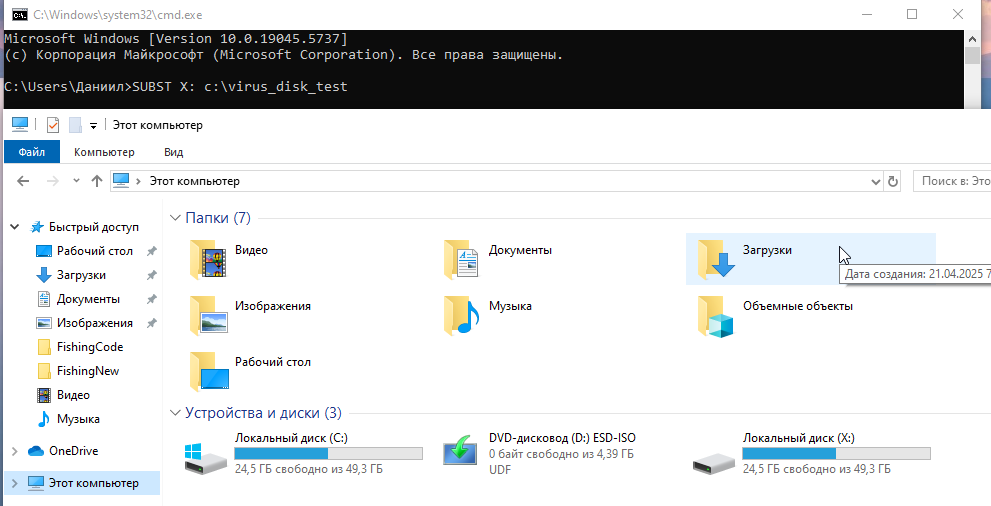 C:\Windows\system32\cmd.exe
Microsoft Windows [Version 10.0.19045.5737]
(c) Корпорация Майкрософт (Microsoft Corporation). Все права защищены.
C:\Users\Даниил>SUBST X: c:\virus_disk_test
Этот компьютер
Файл Компьютер Вид
Этот компьютер Поиск в: Это
Быстрый доступ
Рабочий стол
Загрузки
Документы
Изображения
FishingCode
FishingNew
Видео
Музыка
OneDrive
Этот компьютер
Папки (7)
Видео Документы Загрузки
Дата создания: 21.04.2025 7
Изображения Музыка Объемные объекты
Рабочий стол
Устройства и диски (3)
Локальный диск (C:)
24,5 ГБ свободно из 49,3 ГБ
DVD-дисковод (D:) ESD-ISO
0 байт свободно из 4,39 ГБ
UDF
Локальный диск (X:)
24,5 ГБ свободно из 49,3 ГБ